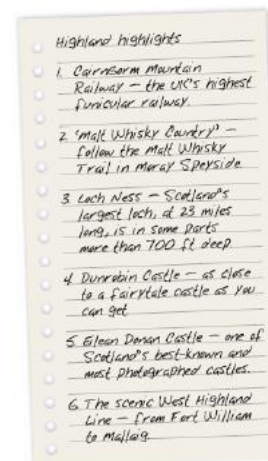 Highland highlights
1. Cairngorm Mountain
Railway – the UK's highest
funicular railway.
2 'Malt Whisky Country' –
follow the Malt Whisky
Trail in Moray Speyside
3 Loch Ness – Scotland's
largest loch, at 23 miles
long, is in some parts
more than 700 ft deep
4 Dunrobin Castle – as close
to a fairytale castle as you
can get
5 Eilean Donan Castle – one of
Scotland's best-known and
most photographed castles.
6 The scenic West Highland
Line – from Fort William
to Mallaig